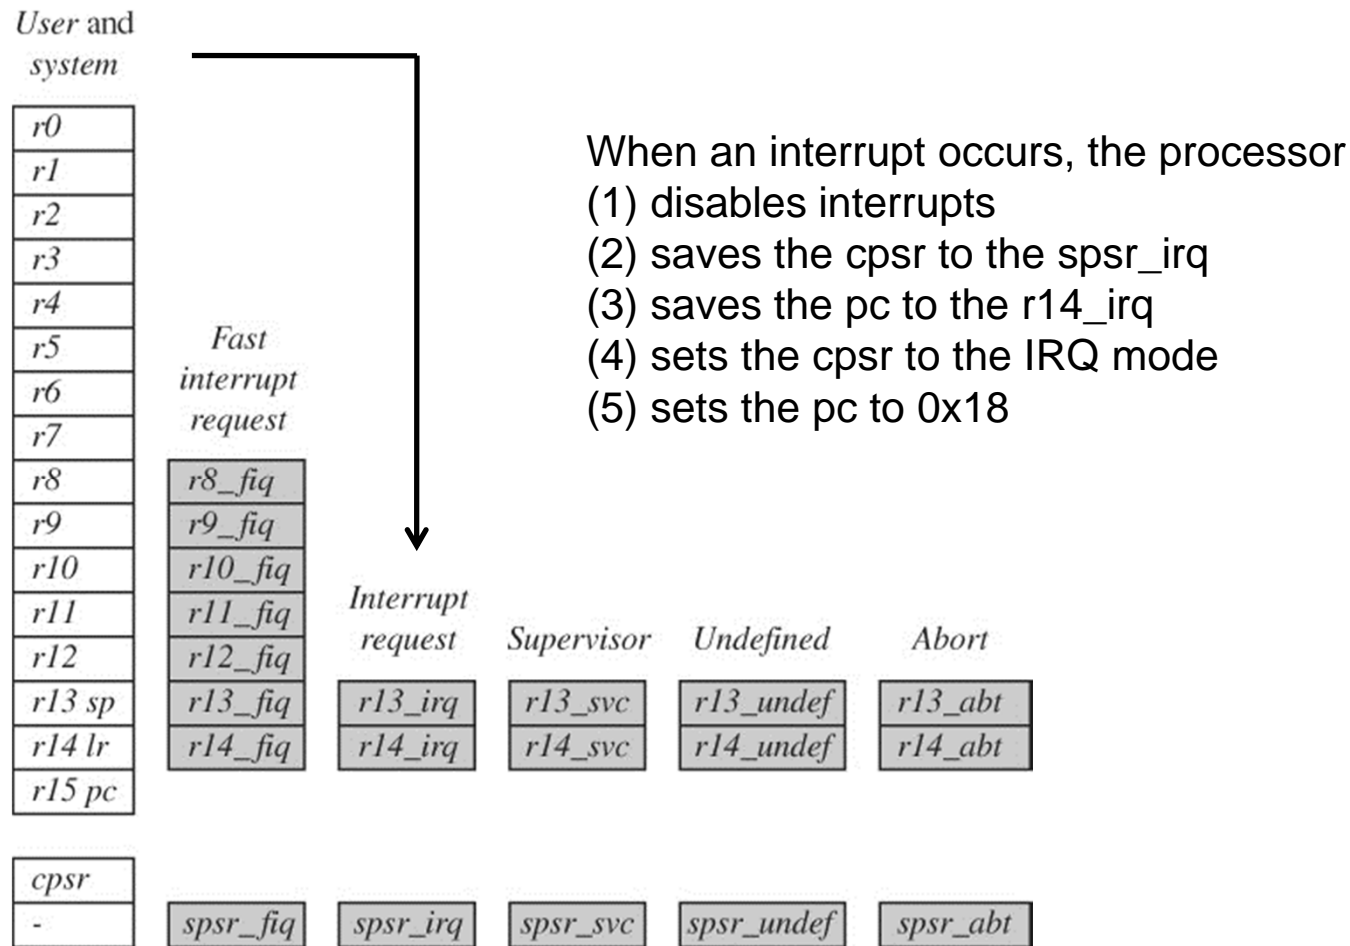 User and
system
r0
r1
r2
r3
r4
r5
r6
r7
r8
r9
r10
r11
r12
r13 sp
r14 lr
r15 pc
cpsr
-
Fast
interrupt
request
r8_fiq
r9_fiq
r10_fiq
r11_fiq
r12_fiq
r13_fiq
r14_fiq
spsr_fiq
Interrupt
request
r13_irq
r14_irq
spsr_irq
Supervisor
r13_svc
r14_svc
spsr_svc
Undefined
r13_undef
r14_undef
spsr_undef
Abort
r13_abt
r14_abt
spsr_abt
When an interrupt occurs, the processor
(1) disables interrupts
(2) saves the cpsr to the spsr_irq
(3) saves the pc to the r14_irq
(4) sets the cpsr to the IRQ mode
(5) sets the pc to 0x18